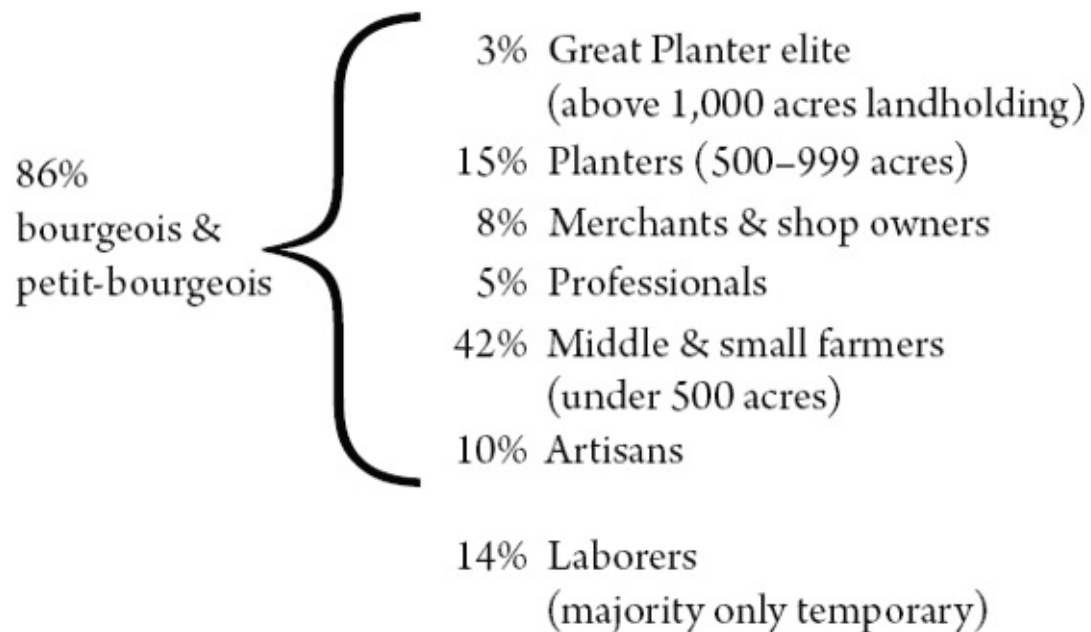 86%
bourgeois &
petit-bourgeois
3% Great Planter elite
(above 1,000 acres landholding)
15% Planters (500–999 acres)
8% Merchants & shop owners
5% Professionals
42% Middle & small farmers
(under 500 acres)
10% Artisans
14% Laborers
(majority only temporary)